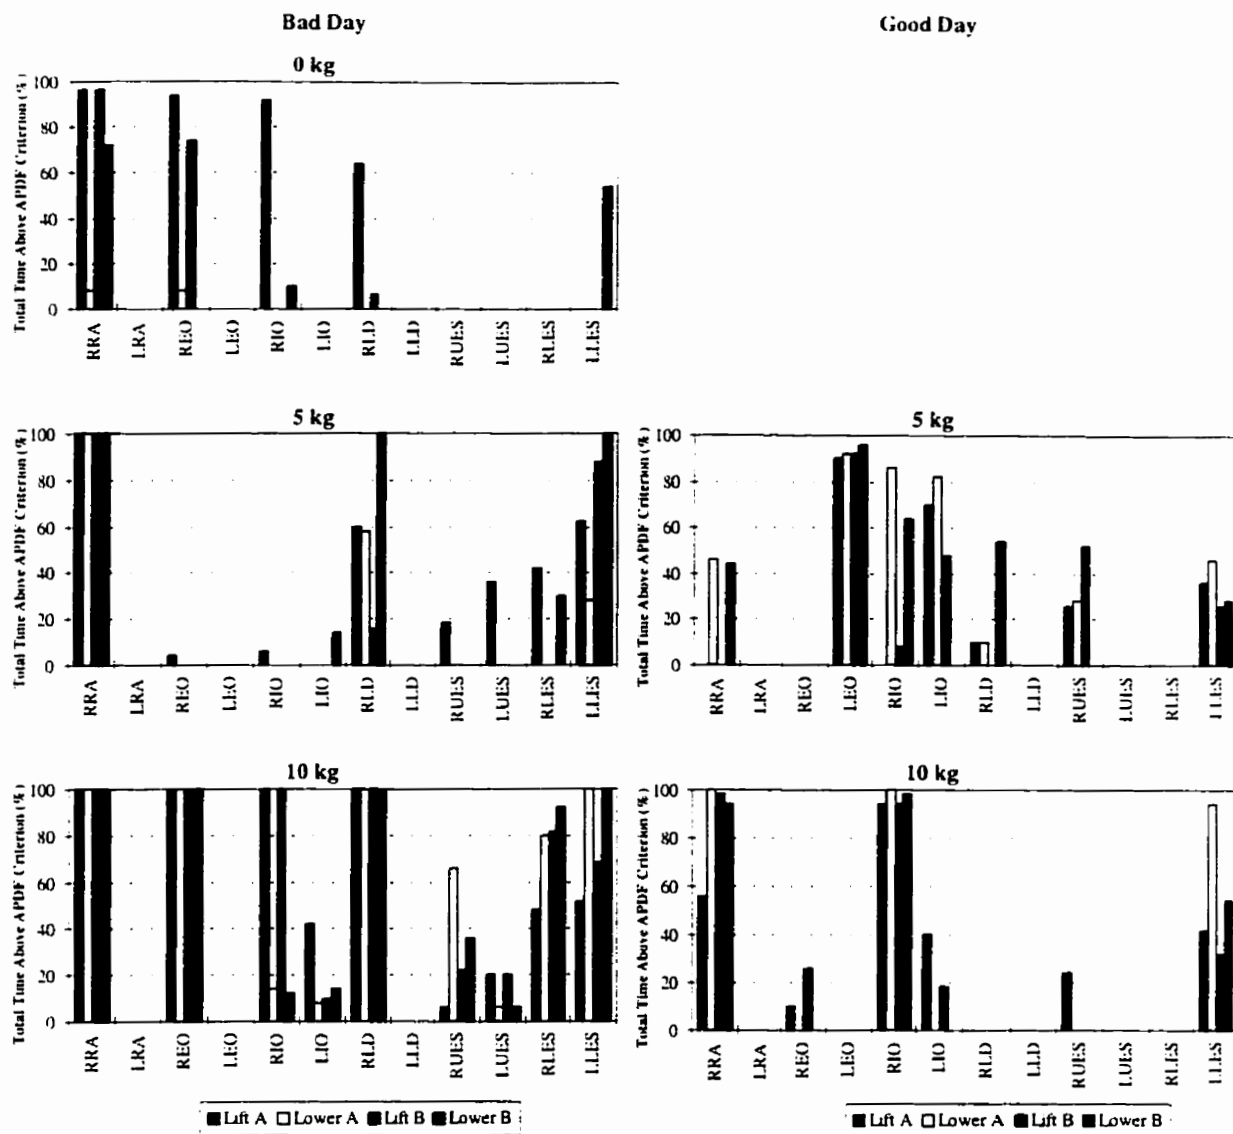 Bad Day
Good Day
0 kg
Total Time Above APDF Criterion (%)
100
80
60
40
20
0
RRA LRA REO LEO RIO LIO RLD LLD RUES LUES RLES LLES
5 kg
Total Time Above APDF Criterion (%)
100
80
60
40
20
0
RRA LRA REO LEO RIO LIO RLD LLD RUES LUES RLES LLES
5 kg
Total Time Above APDF Criterion (%)
100
80
60
40
20
0
RRA LRA REO LEO RIO LIO RLD LLD RUES LUES RLES LLES
10 kg
Total Time Above APDF Criterion (%)
100
80
60
40
20
0
RRA LRA REO LEO RIO LIO RLD LLD RUES LUES RLES LLES
10 kg
Total Time Above APDF Criterion (%)
100
80
60
40
20
0
RRA LRA REO LEO RIO LIO RLD LLD RUES LUES RLES LLES
Lift A Lower A Lift B Lower B
Lift A Lower A Lift B Lower B